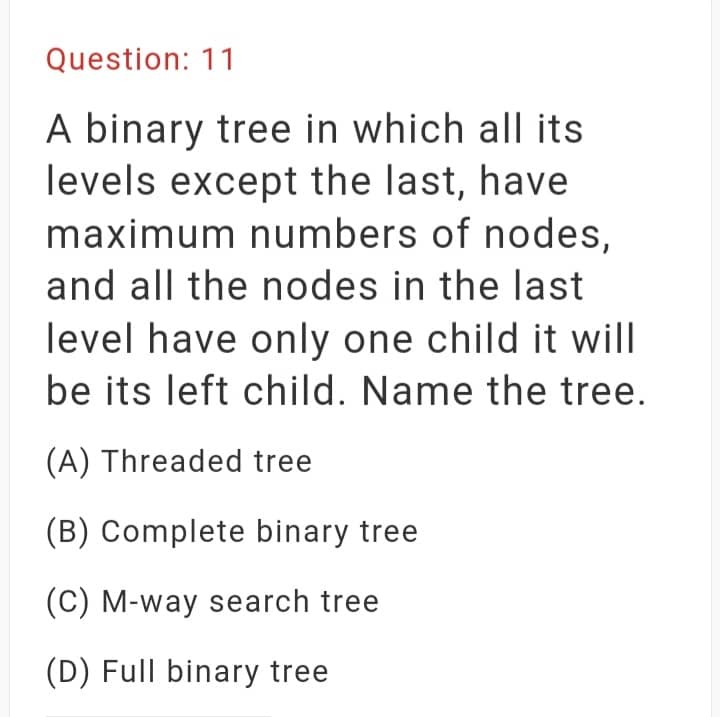 Question: 11
A binary tree in which all its
levels except the last, have
maximum numbers of nodes,
and all the nodes in the last
level have only one child it will
be its left child. Name the tree.
(A) Threaded tree
(B) Complete binary tree
(C) M-way search tree
(D) Full binary tree